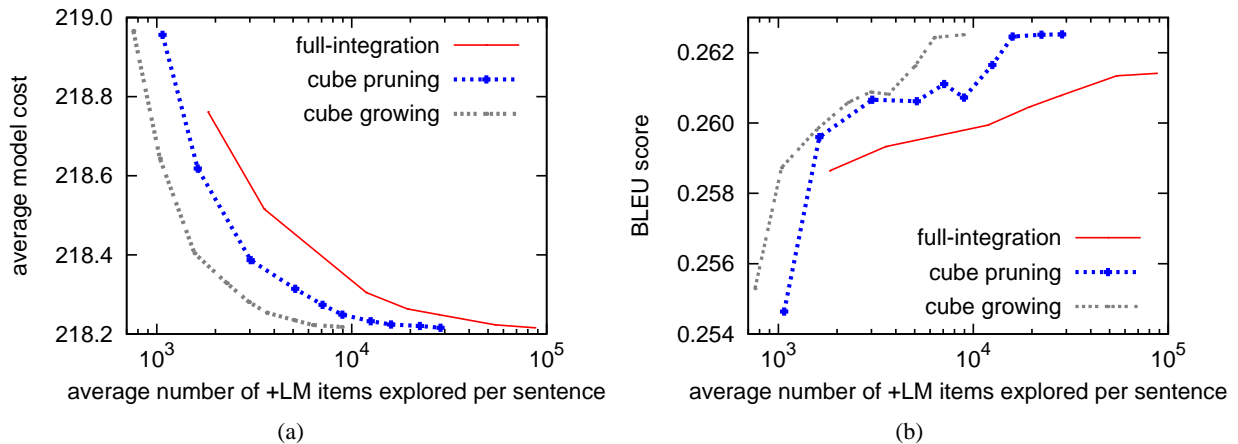 219.0
218.8
218.6
218.4
218.2
average model cost
full-integration
cube pruning
cube growing
10^3
10^4
10^5
average number of +LM items explored per sentence
(a)
0.262
0.260
0.258
0.256
0.254
BLEU score
full-integration
cube pruning
cube growing
10^3
10^4
10^5
average number of +LM items explored per sentence
(b)